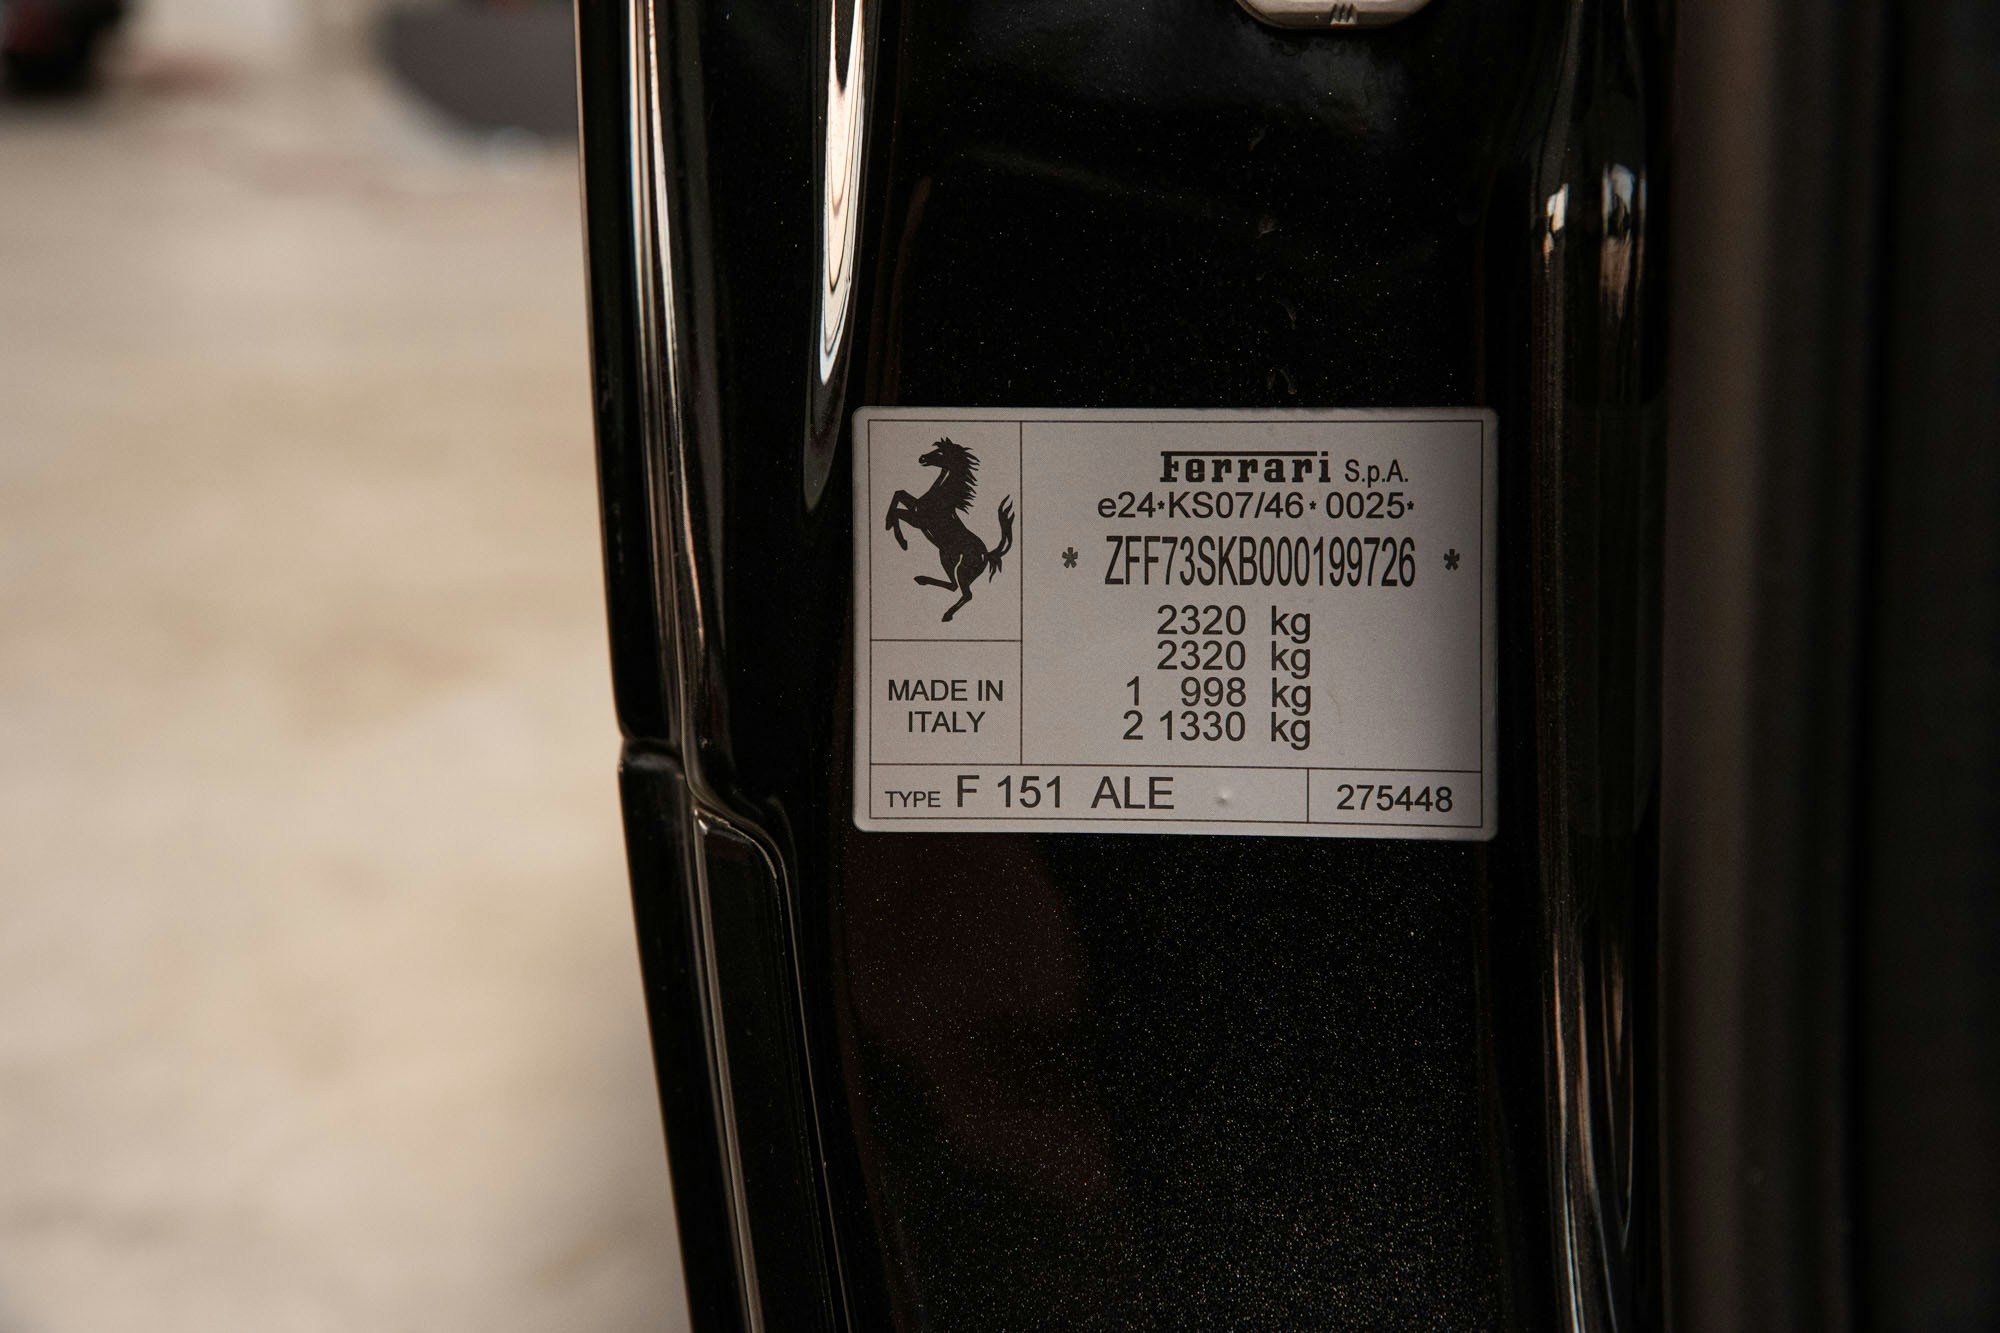 Ferrari S.p.A.
e24*KS07/46*0025*
* ZFF73SKB000199726 *
2320 kg
2320 kg
1 998 kg
2 1330 kg
MADE IN
ITALY
TYPE F 151 ALE
275448